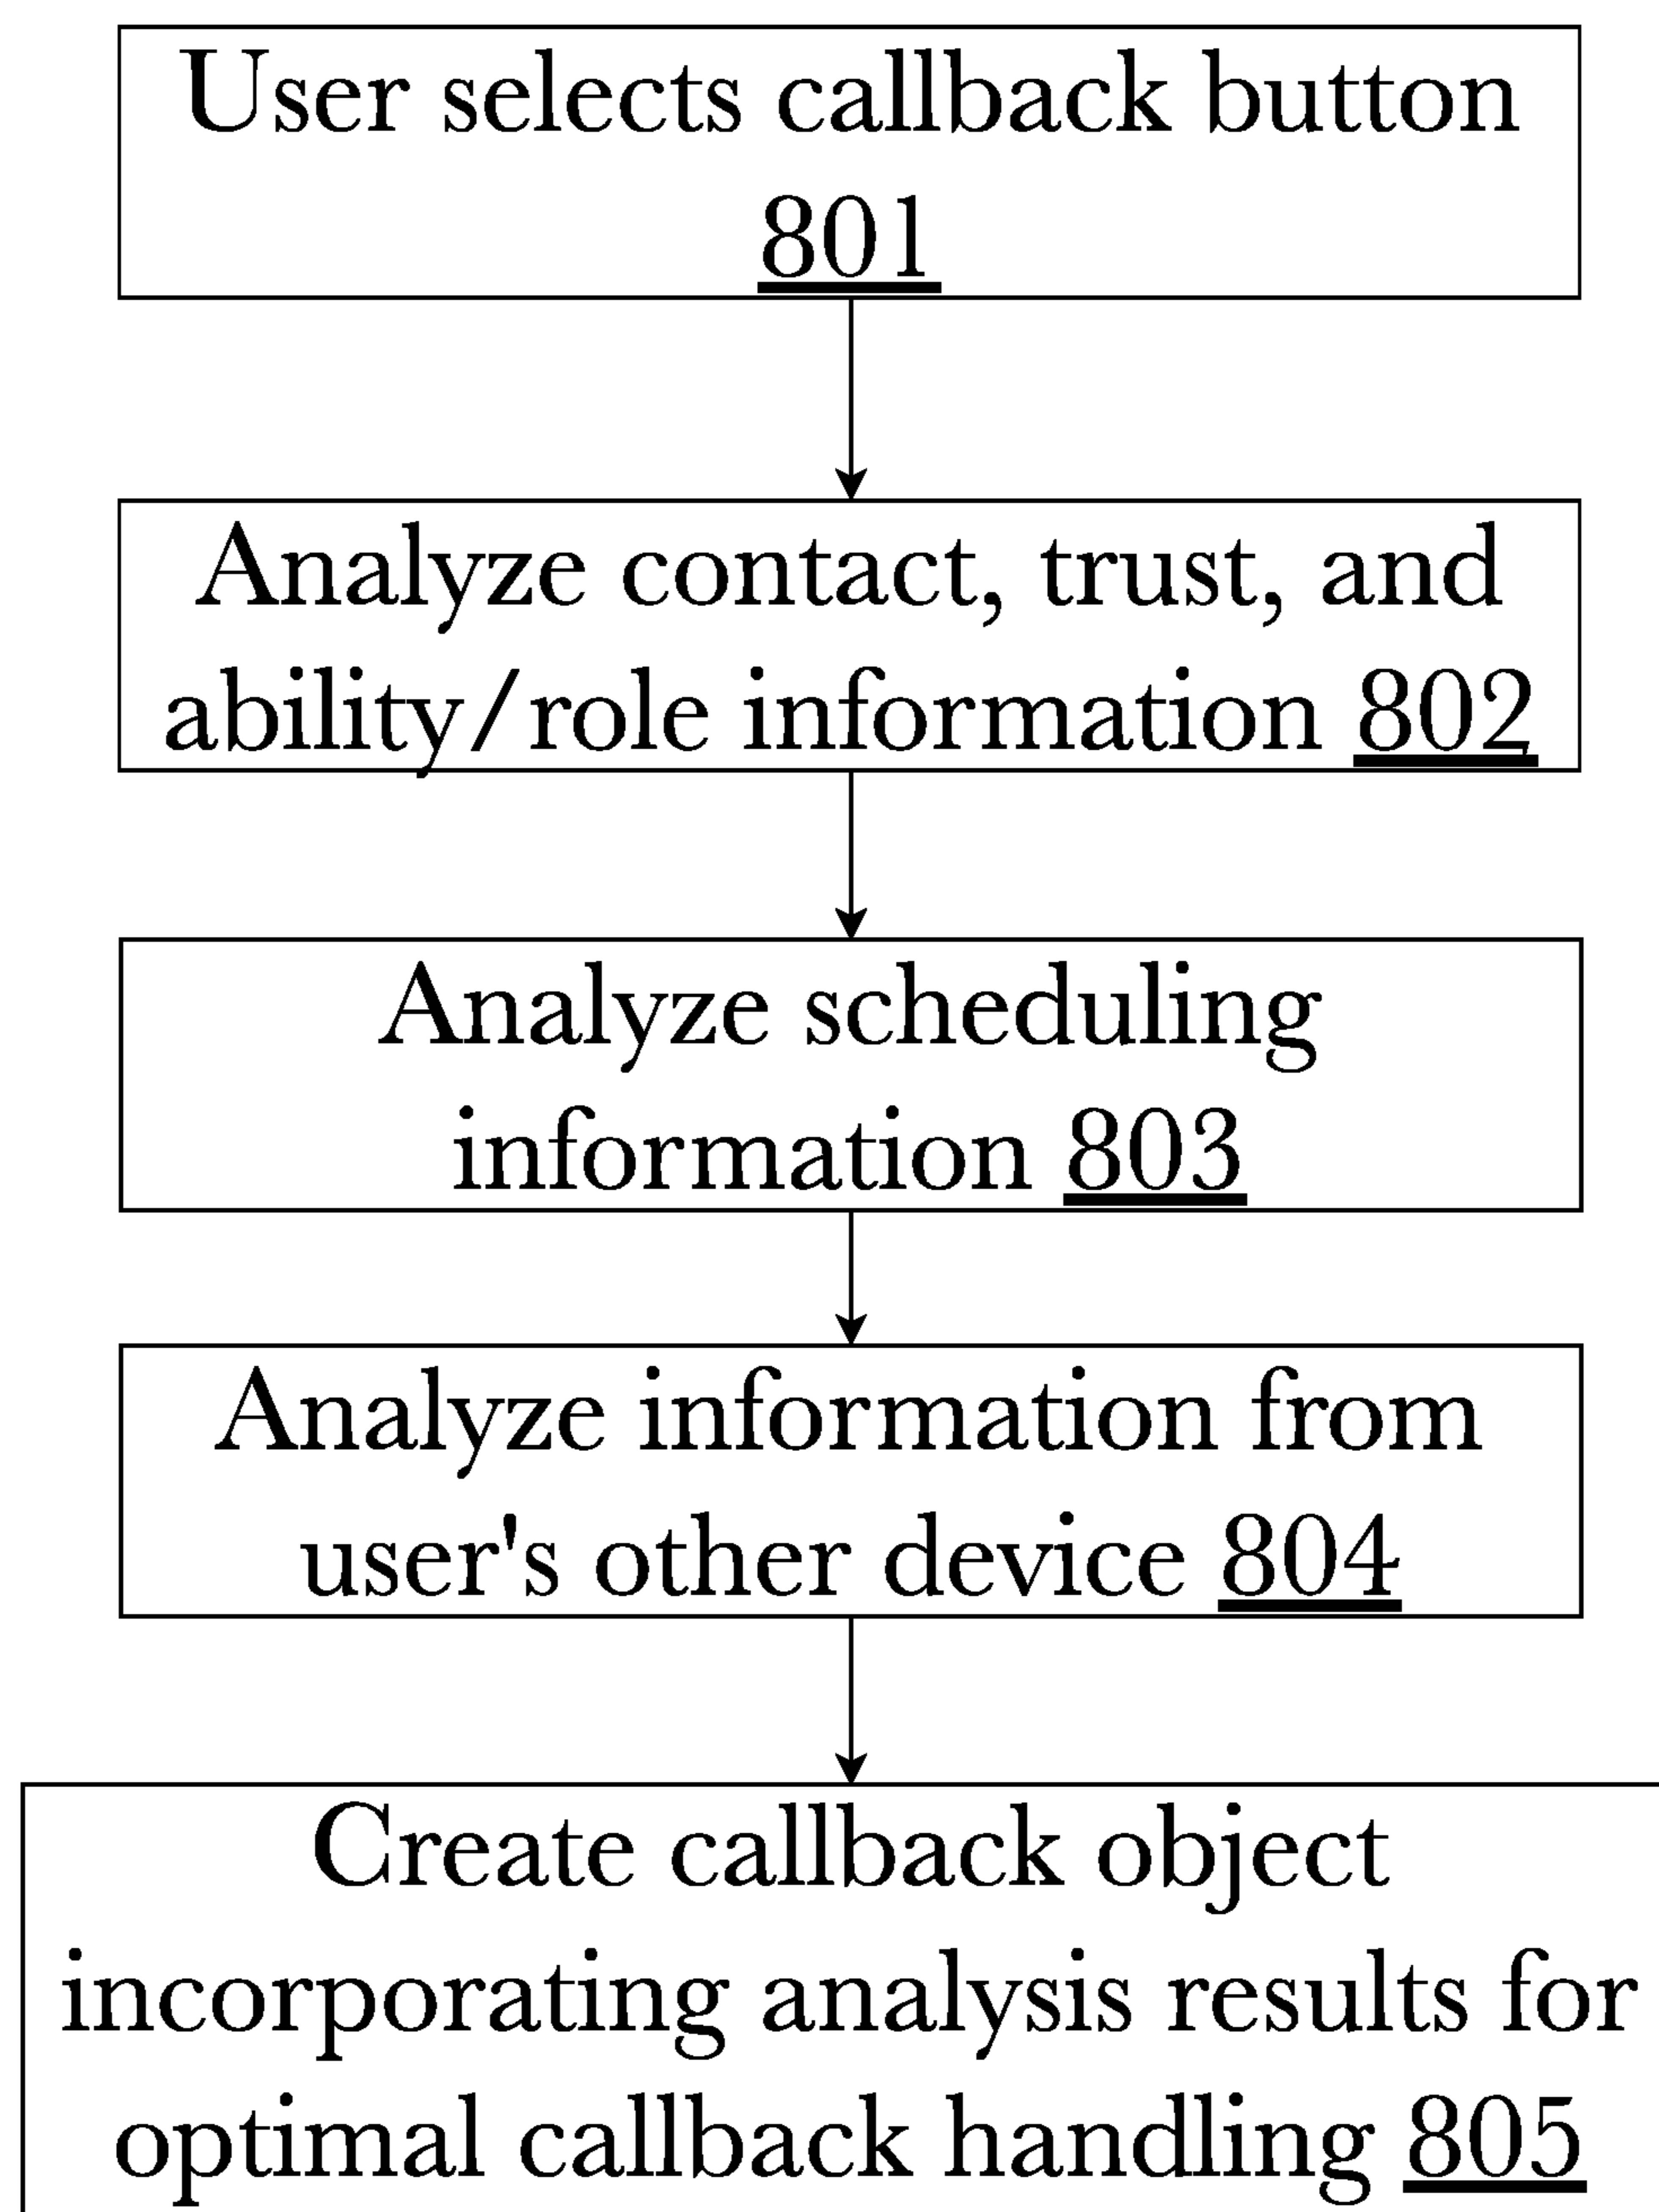 User selects callback button
801
Analyze contact, trust, and
ability/role information 802
Analyze scheduling
information 803
Analyze information from
user's other device 804
Create callback object
incorporating analysis results for
optimal callback handling 805